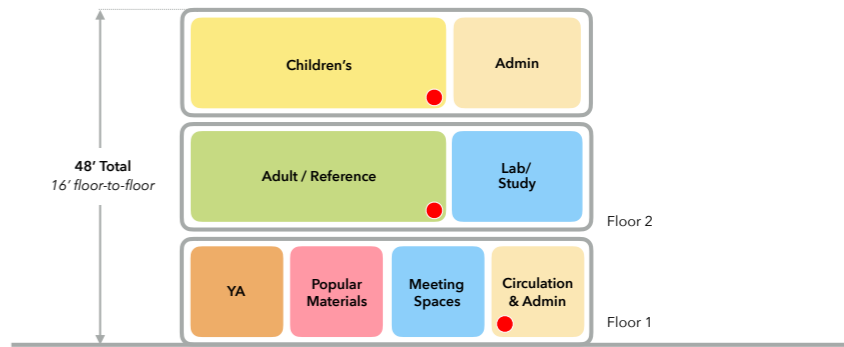 Children’s
Admin
48’ Total
16’ floor-to-floor
Adult / Reference
Lab/
Study
Floor 2
YA
Popular
Materials
Meeting
Spaces
Circulation
& Admin
Floor 1